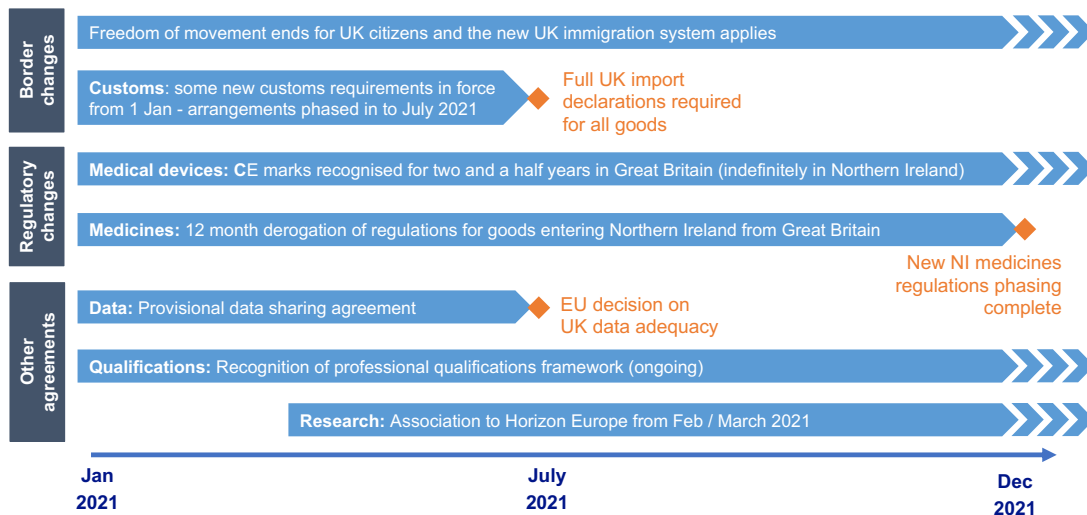 Border
changes
Freedom of movement ends for UK citizens and the new UK immigration system applies
Customs: some new customs requirements in force
from 1 Jan - arrangements phased in to July 2021
Full UK import
declarations required
for all goods
Regulatory
changes
Medical devices: CE marks recognised for two and a half years in Great Britain (indefinitely in Northern Ireland)
Medicines: 12 month derogation of regulations for goods entering Northern Ireland from Great Britain
New NI medicines
regulations phasing
complete
Other
agreements
Data: Provisional data sharing agreement
EU decision on
UK data adequacy
Qualifications: Recognition of professional qualifications framework (ongoing)
Research: Association to Horizon Europe from Feb / March 2021
Jan
2021
July
2021
Dec
2021